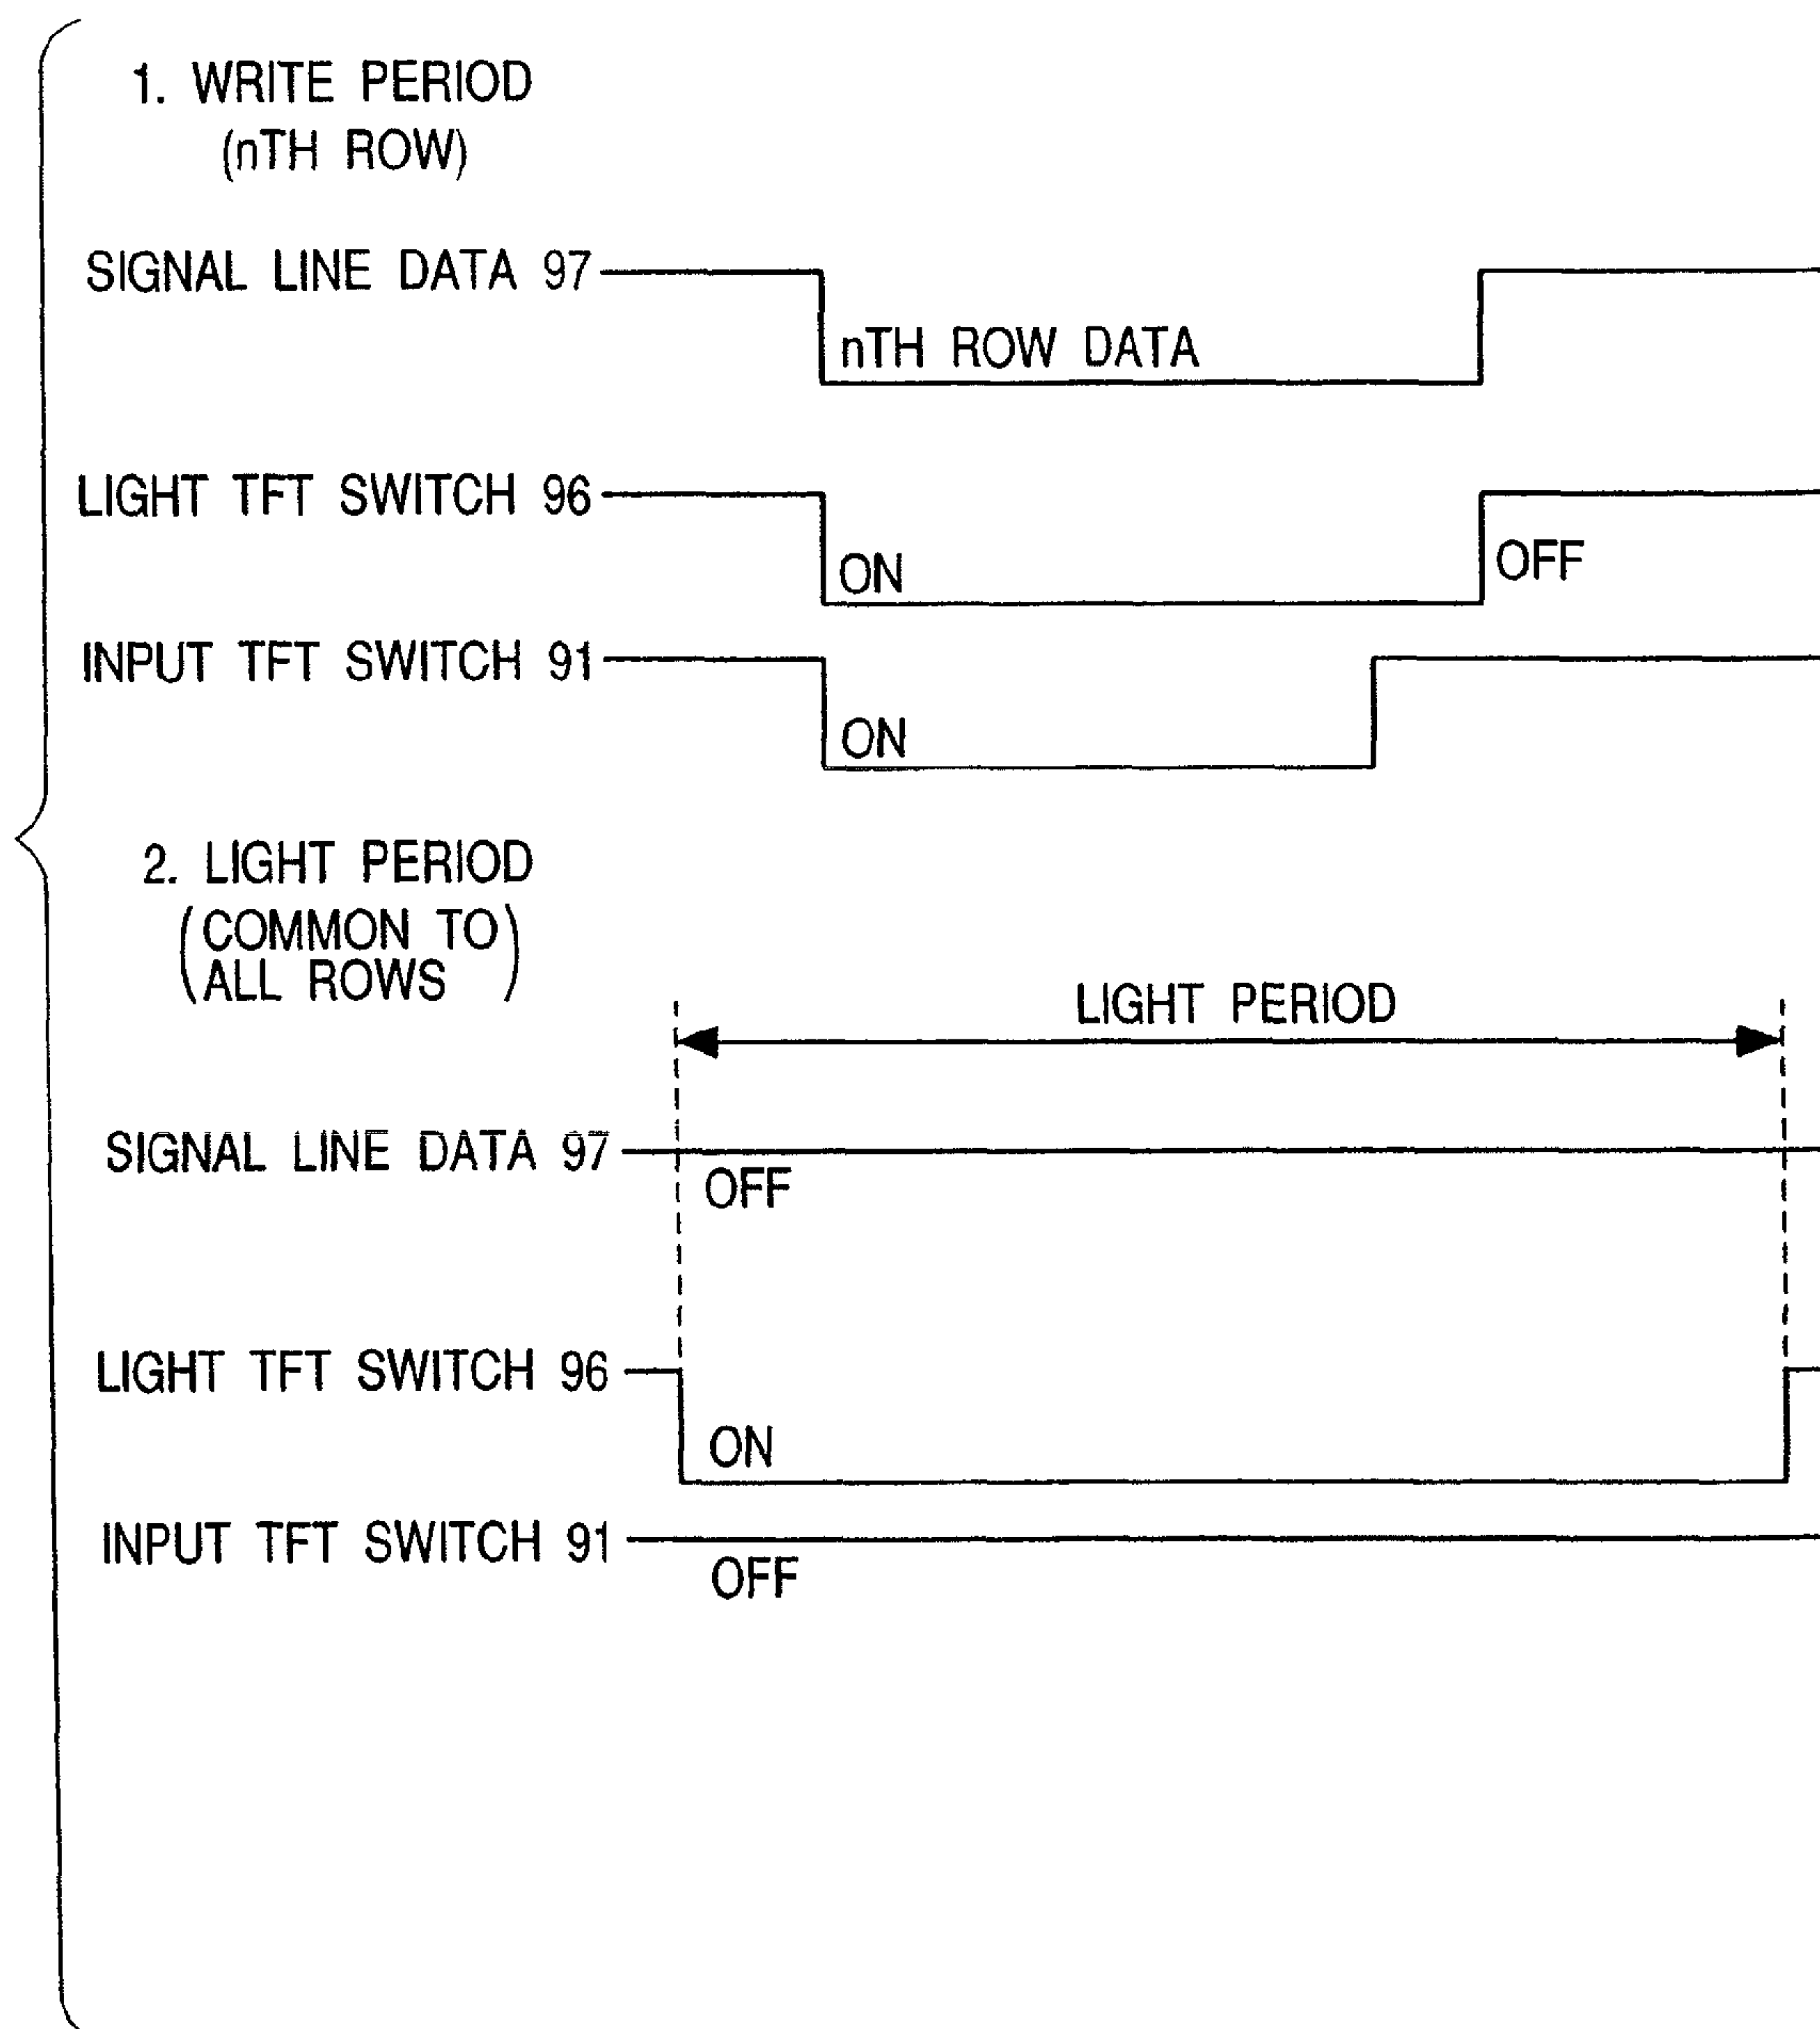 1. WRITE PERIOD
(nTH ROW)
SIGNAL LINE DATA 97
nTH ROW DATA
LIGHT TFT SWITCH 96
ON
OFF
INPUT TFT SWITCH 91
ON
2. LIGHT PERIOD
(COMMON TO
ALL ROWS)
LIGHT PERIOD
SIGNAL LINE DATA 97
OFF
LIGHT TFT SWITCH 96
ON
INPUT TFT SWITCH 91
OFF